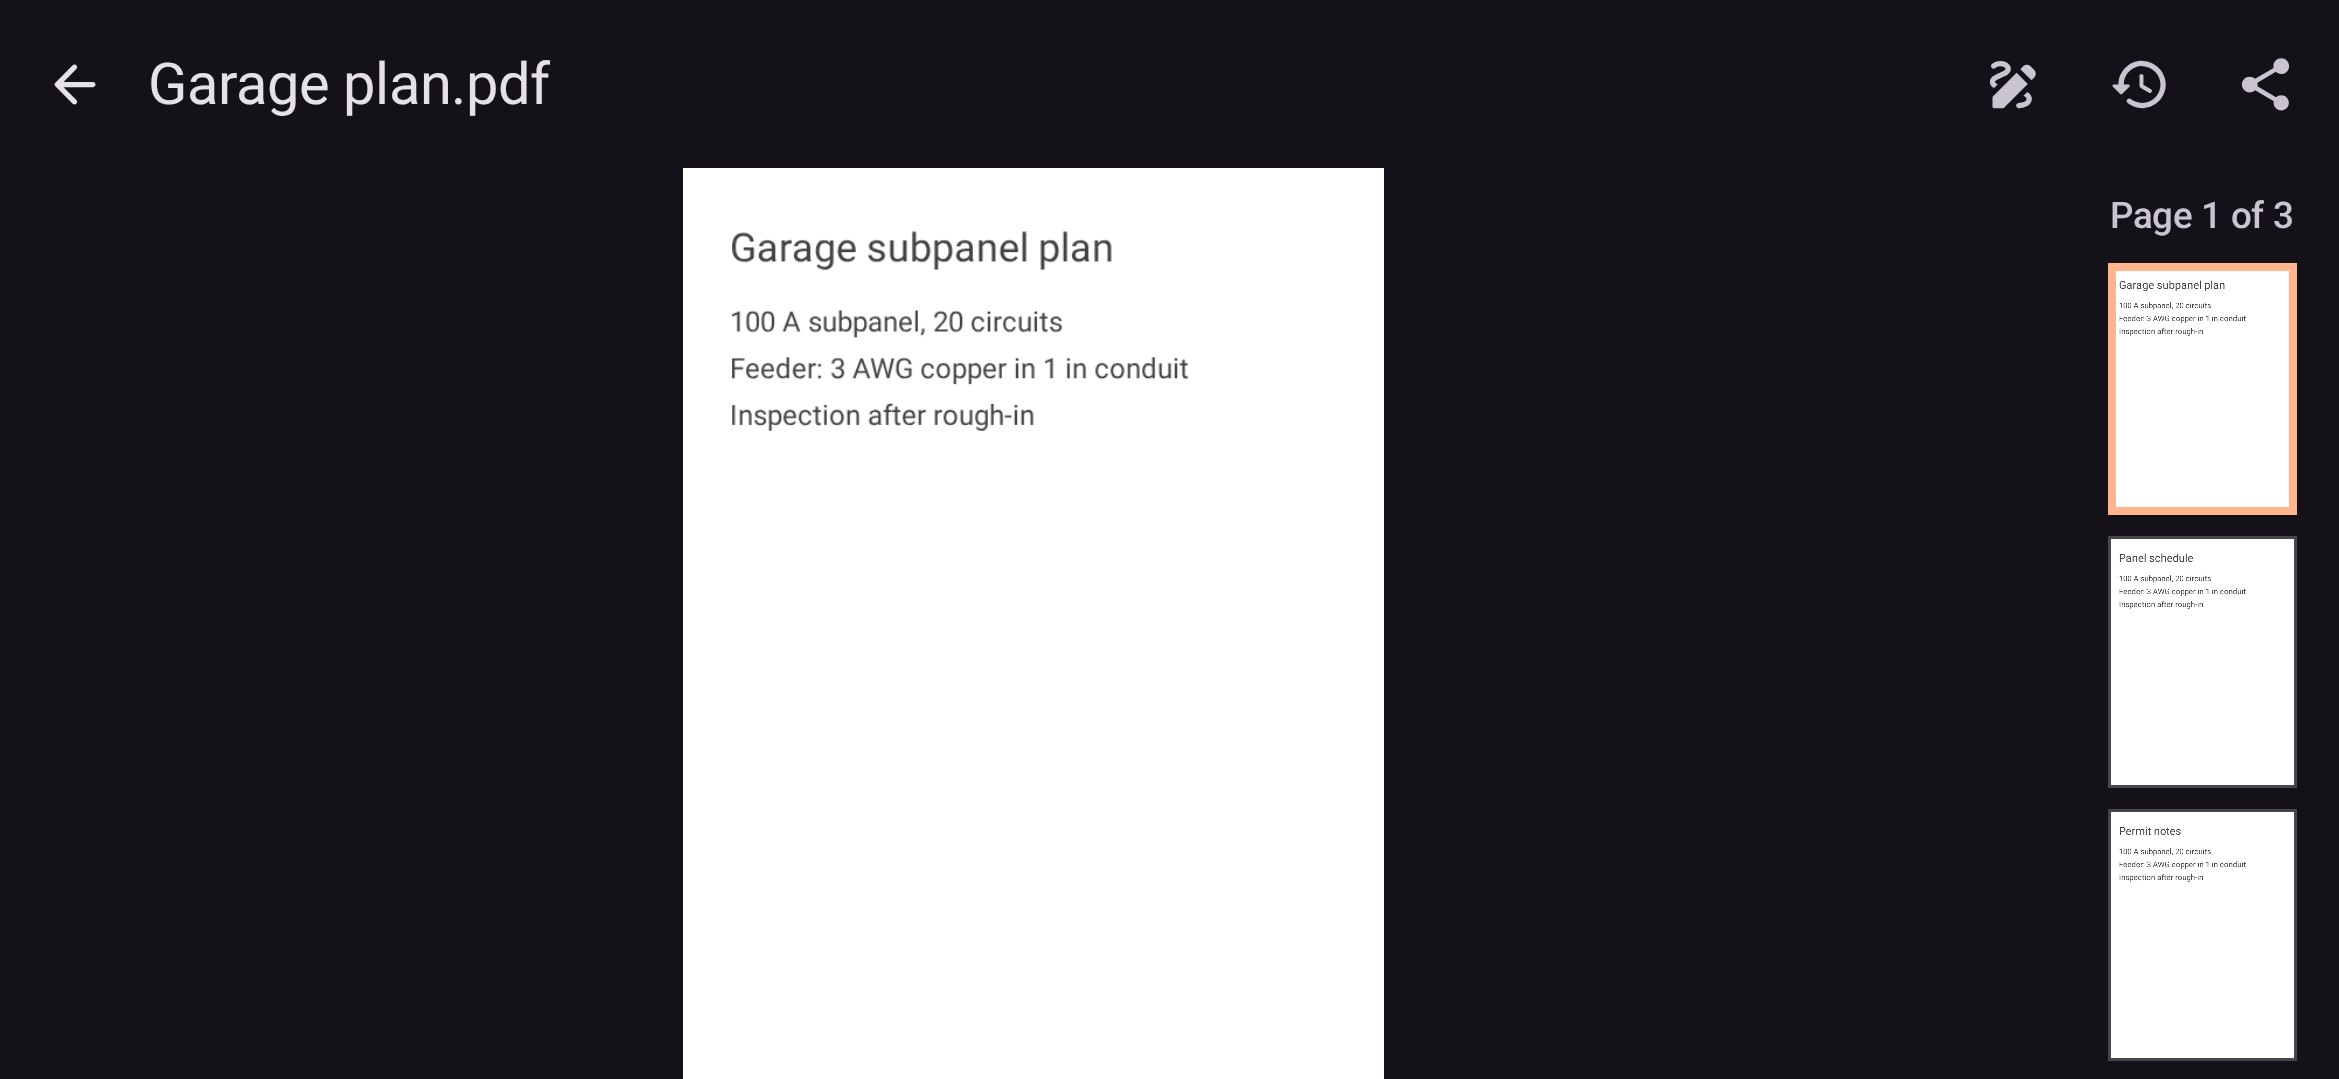 Garage plan.pdf
Garage subpanel plan
100 A subpanel, 20 circuits
Feeder: 3 AWG copper in 1 in conduit
Inspection after rough-in
Page 1 of 3
Garage subpanel plan
100 A subpanel, 20 circuits
Feeder: 3 AWG copper in 1 in conduit
Inspection after rough-in
Panel schedule
100 A subpanel, 20 circuits
Feeder: 3 AWG copper in 1 in conduit
Inspection after rough-in
Permit notes
100 A subpanel, 20 circuits
Feeder: 3 AWG copper in 1 in conduit
Inspection after rough-in